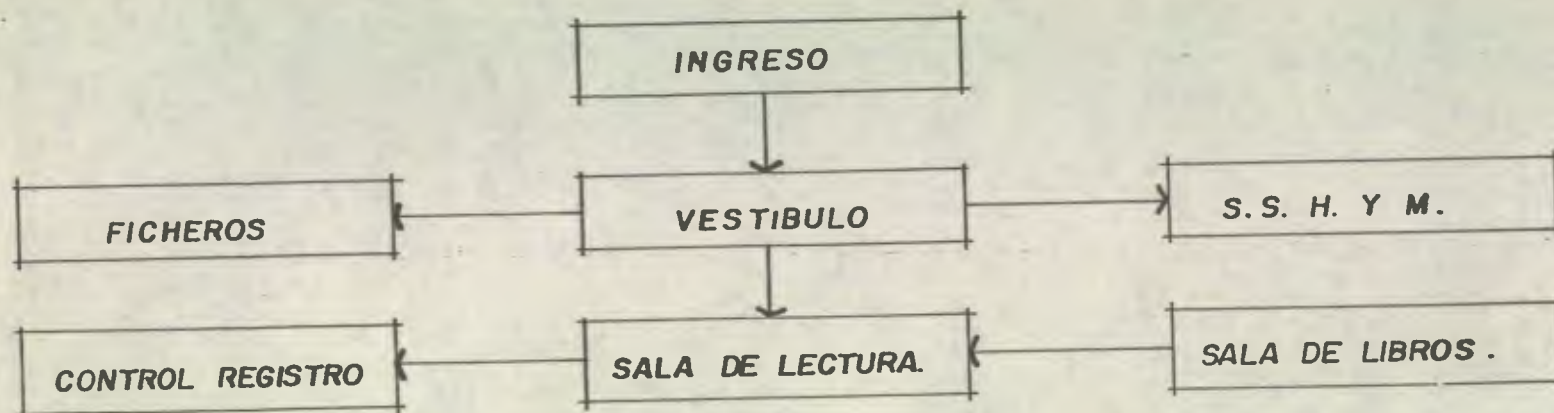 INGRESO
FICHEROS
VESTIBULO
S. S. H. Y M.
CONTROL REGISTRO
SALA DE LECTURA.
SALA DE LIBROS.